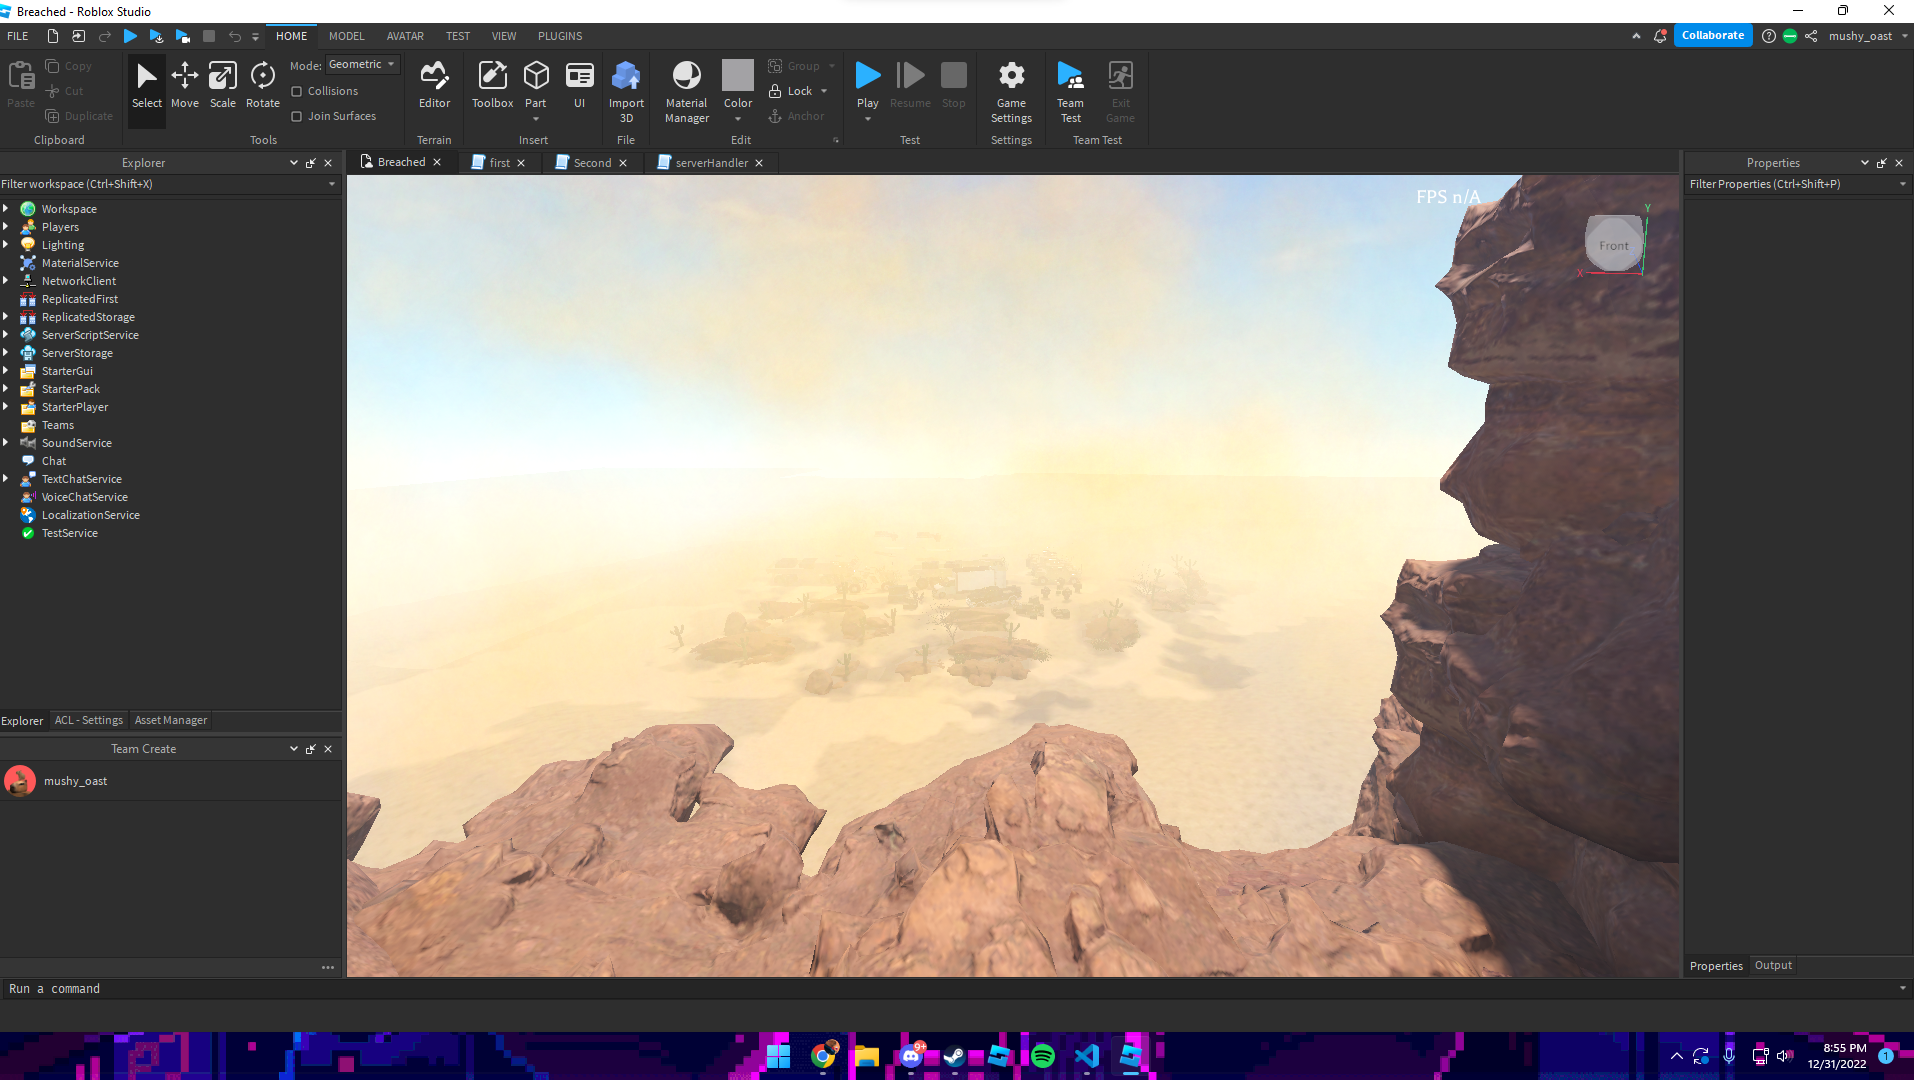 Breached - Roblox Studio
FILE
HOME
MODEL
AVATAR
TEST
VIEW
PLUGINS
Collaborate
mushy_oast
Paste
Copy
Cut
Duplicate
Clipboard
Select
Move
Scale
Rotate
Mode: Geometric
Collisions
Join Surfaces
Tools
Editor
Terrain
Toolbox
Part
UI
Insert
Import
3D
File
Material
Manager
Color
Group
Lock
Anchor
Edit
Play
Resume
Stop
Test
Game
Settings
Settings
Team
Test
Exit
Game
Team Test
Explorer
Filter workspace (Ctrl+Shift+X)
Workspace
Players
Lighting
MaterialService
NetworkClient
ReplicatedFirst
ReplicatedStorage
ServerScriptService
ServerStorage
StarterGui
StarterPack
StarterPlayer
Teams
SoundService
Chat
TextChatService
VoiceChatService
LocalizationService
TestService
Explorer
ACL - Settings
Asset Manager
Team Create
mushy_oast
Breached
first
Second
serverHandler
FPS n/A
Y
Front
X
Properties
Filter Properties (Ctrl+Shift+P)
Properties
Output
Run a command
9+
8:55 PM
12/31/2022
1